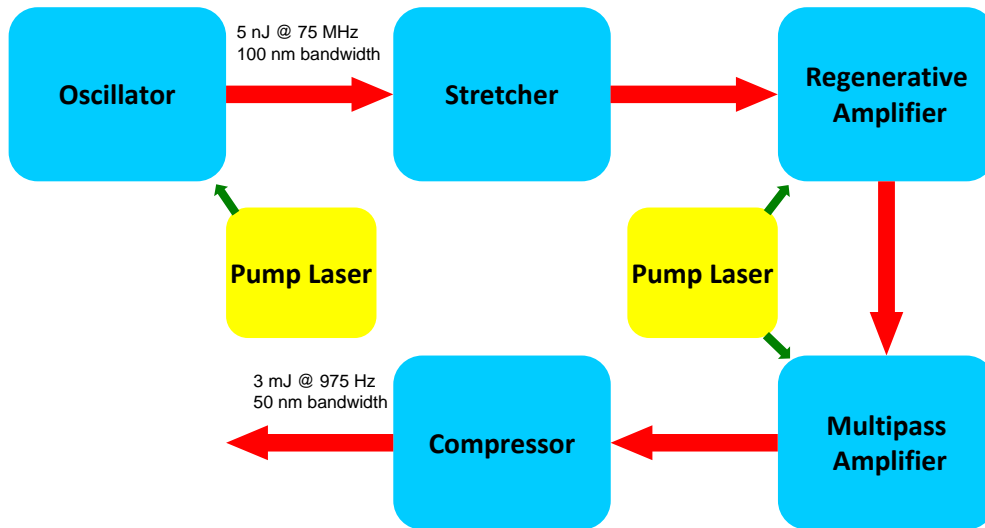 5 nJ @ 75 MHz
100 nm bandwidth
Oscillator
Stretcher
Regenerative
Amplifier
Pump Laser
Pump Laser
3 mJ @ 975 Hz
50 nm bandwidth
Compressor
Multipass
Amplifier